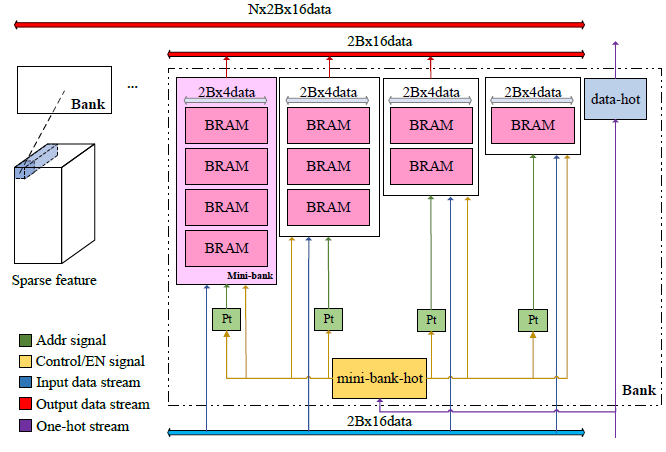 Nx2Bx16data
2Bx16data
Bank
...
2Bx4data
2Bx4data
2Bx4data
2Bx4data
data-hot
BRAM
BRAM
BRAM
BRAM
BRAM
BRAM
BRAM
BRAM
BRAM
BRAM
Mini-bank
Sparse feature
Pt
Pt
Pt
Pt
Addr signal
Control/EN signal
Input data stream
Output data stream
One-hot stream
mini-bank-hot
Bank
2Bx16data